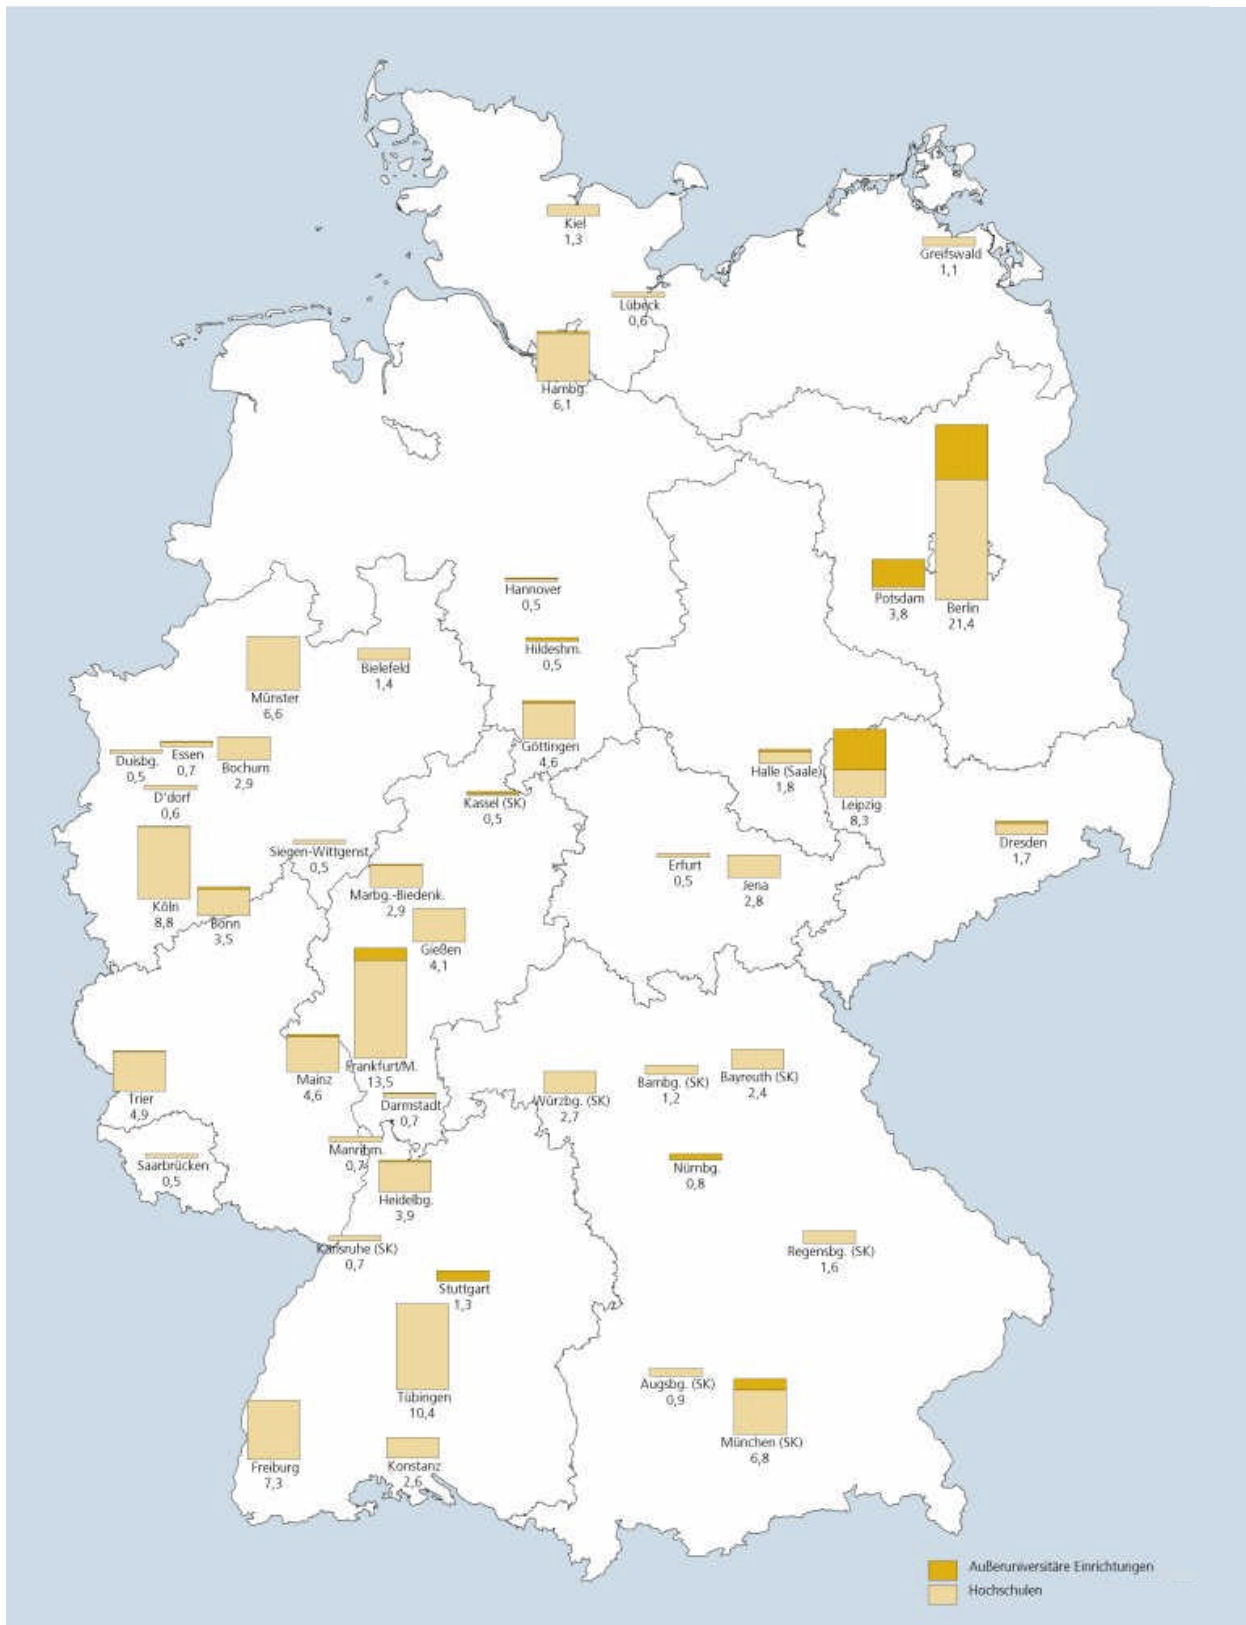 Kiel
1,3
Greifswald
1,1
Lübeck
0,6
Hambg.
6,1
Hannover
0,5
Potsdam
3,8
Berlin
21,4
Hildeshm.
0,5
Münster
6,6
Bielefeld
1,4
Göttingen
4,6
Duisbg.
0,5
Essen
0,7
Bochum
2,9
Halle (Saale)
1,8
D'dorf
0,6
Kassel (SK)
0,5
Leipzig
8,3
Dresden
1,7
Siegen-Wittgenst.
0,5
Erfurt
0,5
Jena
2,8
Köln
8,8
Bonn
3,5
Marbg.-Biedenk.
2,9
Gießen
4,1
Frankfurt/M.
13,5
Mainz
4,6
Trier
4,9
Darmstadt
0,7
Würzbg. (SK)
2,7
Bambg. (SK)
1,2
Bayreuth (SK)
2,4
Saarbrücken
0,5
Mannhm.
0,7
Heidelbg.
3,9
Nürnbg.
0,8
Karlsruhe (SK)
0,7
Regensbg. (SK)
1,6
Stuttgart
1,3
Tübingen
10,4
Augsbg. (SK)
0,9
München (SK)
6,8
Freiburg
7,3
Konstanz
2,6
Außeruniversitäre Einrichtungen
Hochschulen